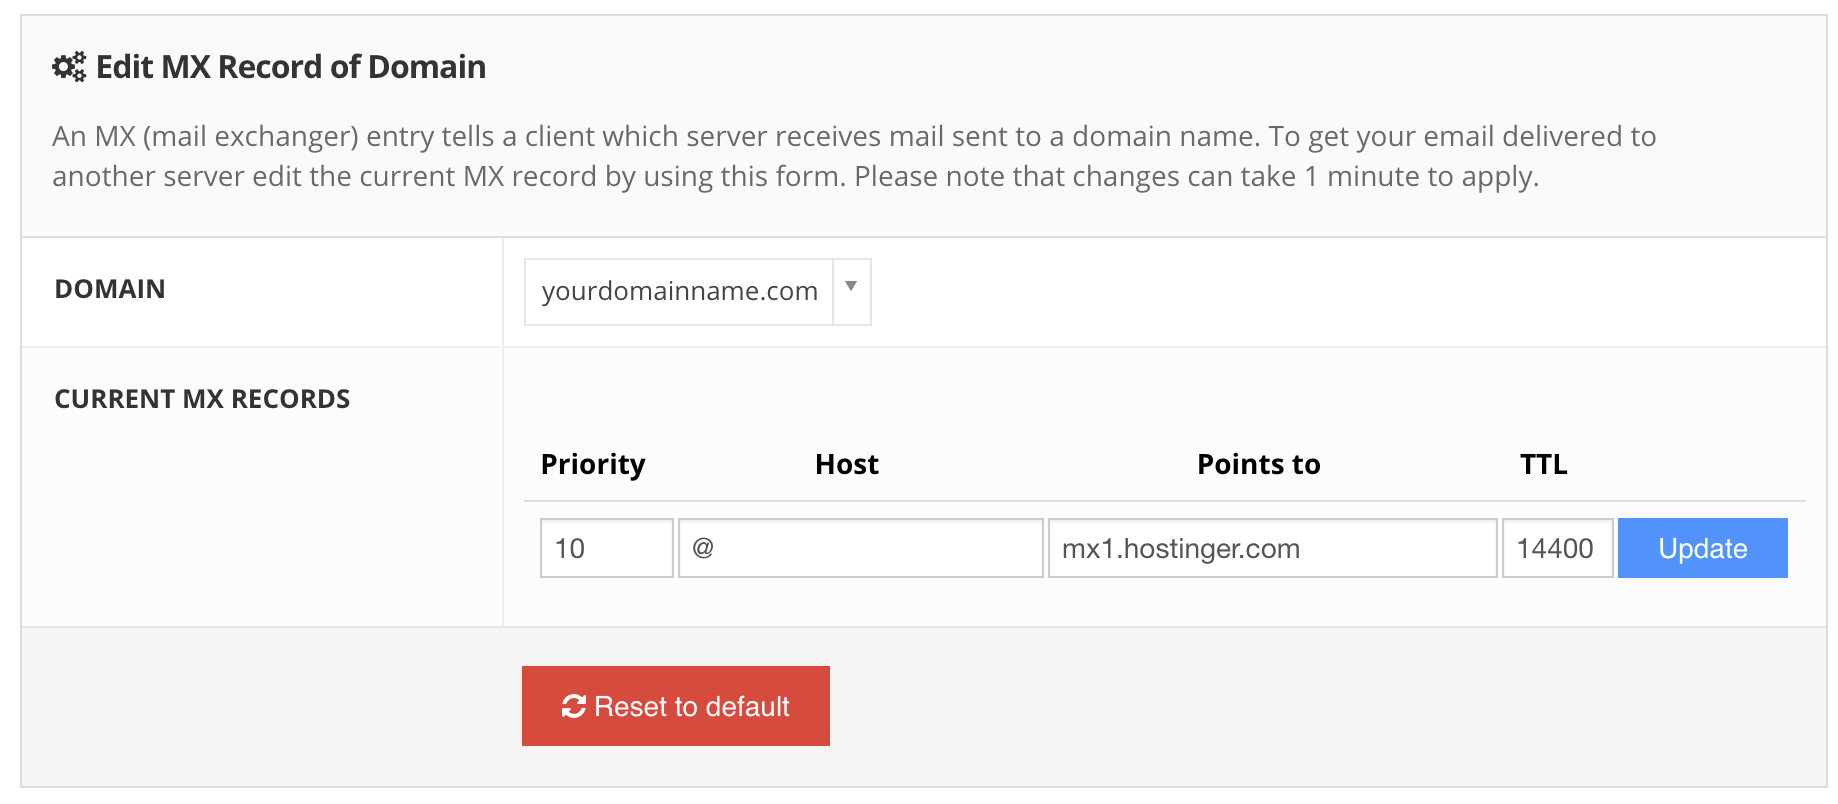 Edit MX Record of Domain
An MX (mail exchanger) entry tells a client which server receives mail sent to a domain name. To get your email delivered to
another server edit the current MX record by using this form. Please note that changes can take 1 minute to apply.
DOMAIN
yourdomainname.com
CURRENT MX RECORDS
Priority Host Points to TTL
10 @ mx1.hostinger.com 14400 Update
Reset to default